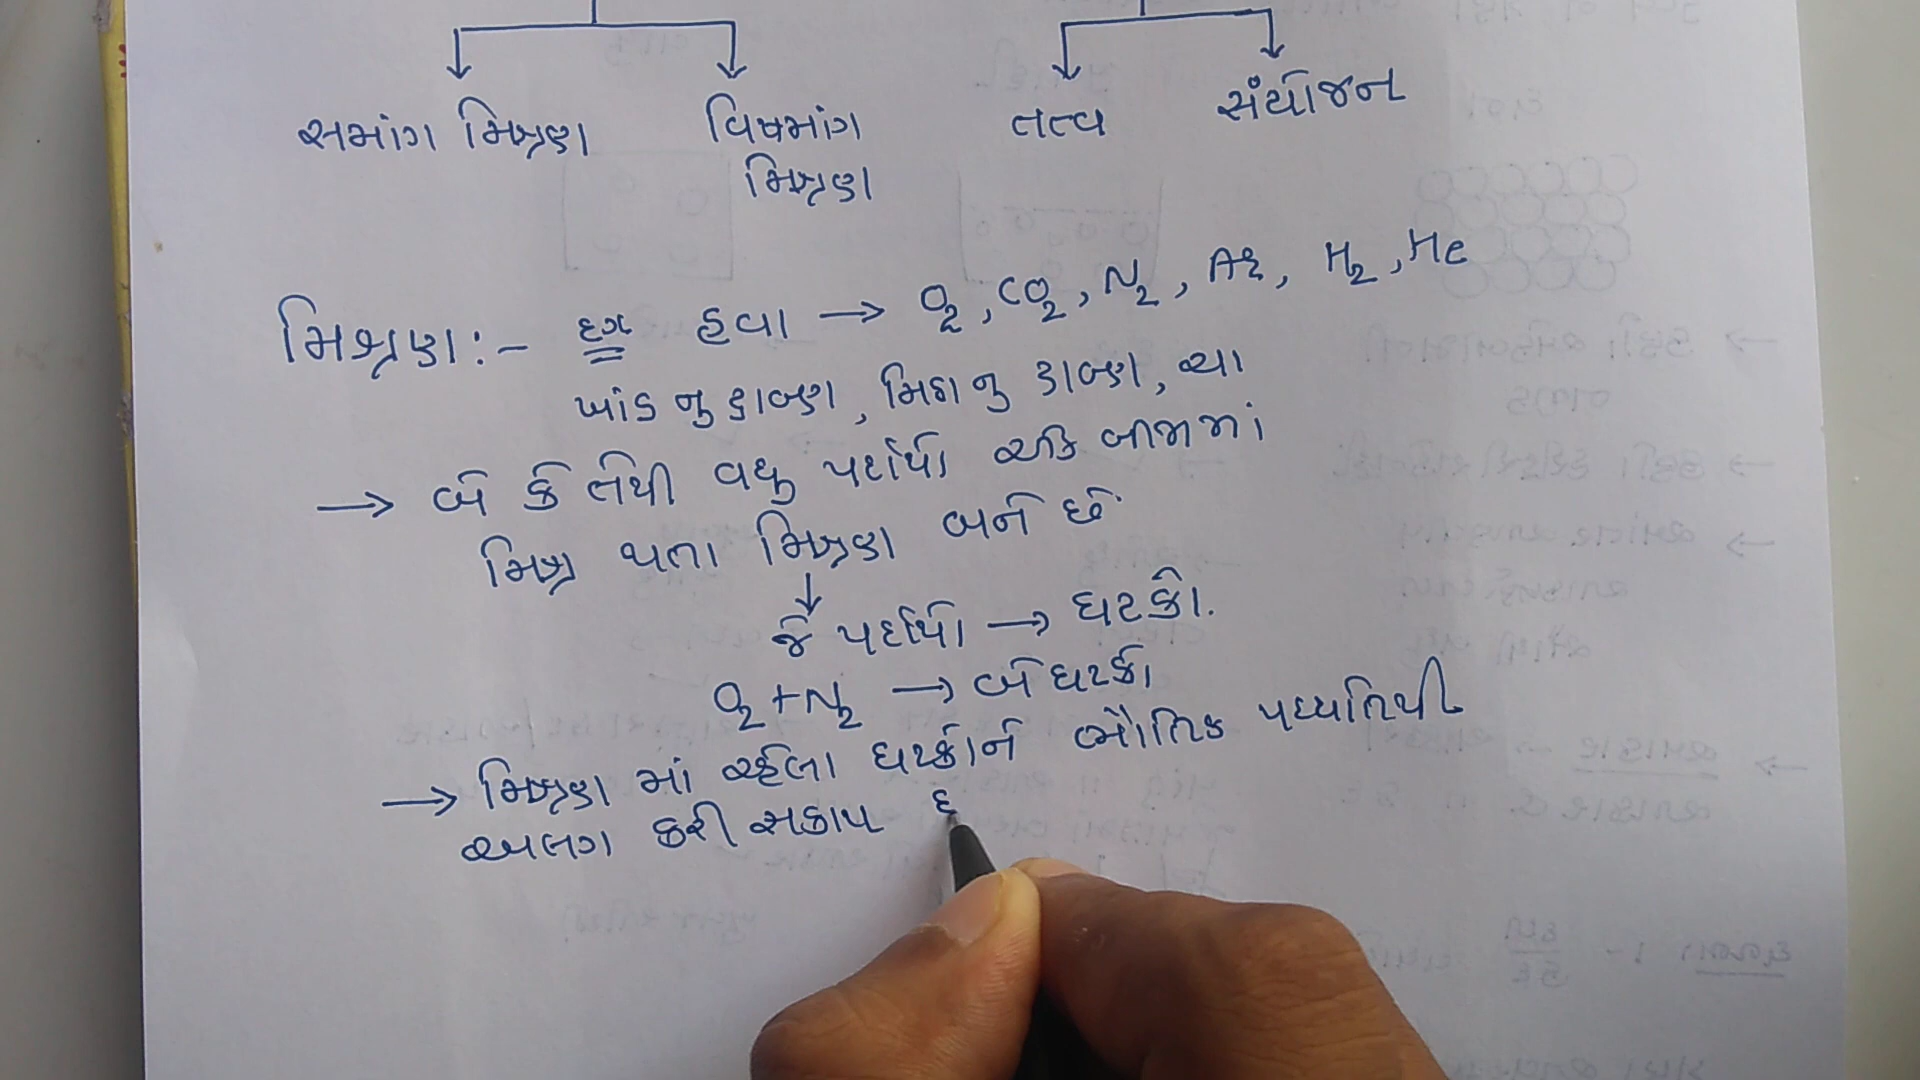 સમાંગ મિશ્રણ વિષમાંગ મિશ્રણ તત્વ સંયોજન
મિશ્રણ:- દા.ત હવા → O2, CO2, N2, Ar, H2, He
ખાંડ નુ દ્રાવણ, મિઠા નુ દ્રાવણ, ચા
→ બે કે તેથી વધુ પદાર્થો એક બીજામાં
મિશ્ર થતા મિશ્રણ બને છે
↓
જે પદાર્થો → ઘટકો.
O2 + N2 → બે ઘટકો
→ મિશ્રણ માં રહેલા ઘટકોને ભૌતિક પધ્ધતિથી
અલગ કરી સકાય